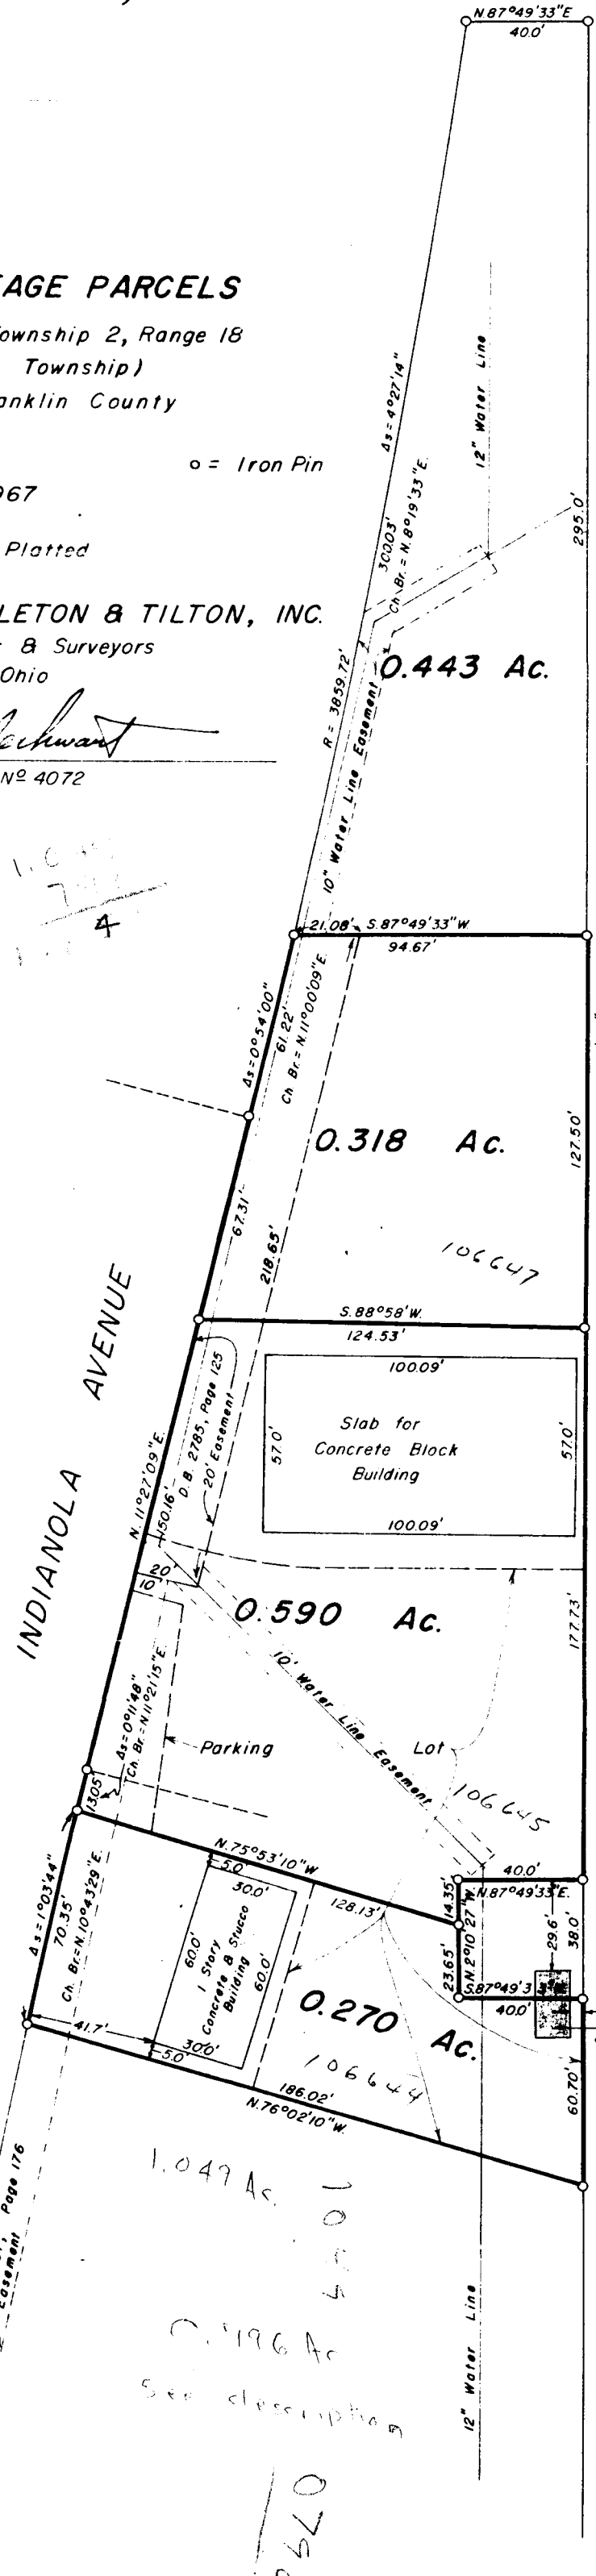 N.87°49'33"E
40.0'
AGE PARCELS
ownship 2, Range 18
Township)
anklin County
o = Iron Pin
967
Platted
LETON & TILTON, INC.
& Surveyors
Ohio
Nº 4072
4
12" Water Line
Δs=4°27'14"
300.03'
Ch. Br. = N.8°19'33"E.
R = 3859.72'
295.0'
0.443 Ac.
10" Water Line Easement
21.08'
S.87°49'33"W
94.67'
Δs=0°54'00"
61.22'
Ch. Br.= N.11°00'09"E.
0.318 Ac.
127.50'
67.31'
218.65'
106647
S.88°58'W.
124.53'
INDIANOLA AVENUE
N.11°27'09"E.
150.16'
D.B. 2785, Page 125
20' Easement
100.09'
57.0'
Slab for
Concrete Block
Building
57.0'
100.09'
20'
10'
0.590 Ac.
177.73'
10' Water Line Easement
Δs=0°11'48"
Ch. Br.=N.11°21'15"E.
13.05'
Parking
Lot
106645
N.75°53'10"W
128.13'
14.35'
40.0'
N.87°49'33"E.
N.2°10'27"W.
23.65'
29.6'
38.0'
S.87°49'3
40.0'
Δs=1°03'44"
70.35'
Ch. Br.=N.10°43'29"E.
5.0'
30.0'
60.0'
1 Story
Concrete & Stucco
Building
60.0'
30.0'
5.0'
41.7'
0.270 Ac.
106644
60.70'
186.02'
N.76°02'10"W.
1.049 Ac.
Page 176
Easement
See description
12" Water Line
079